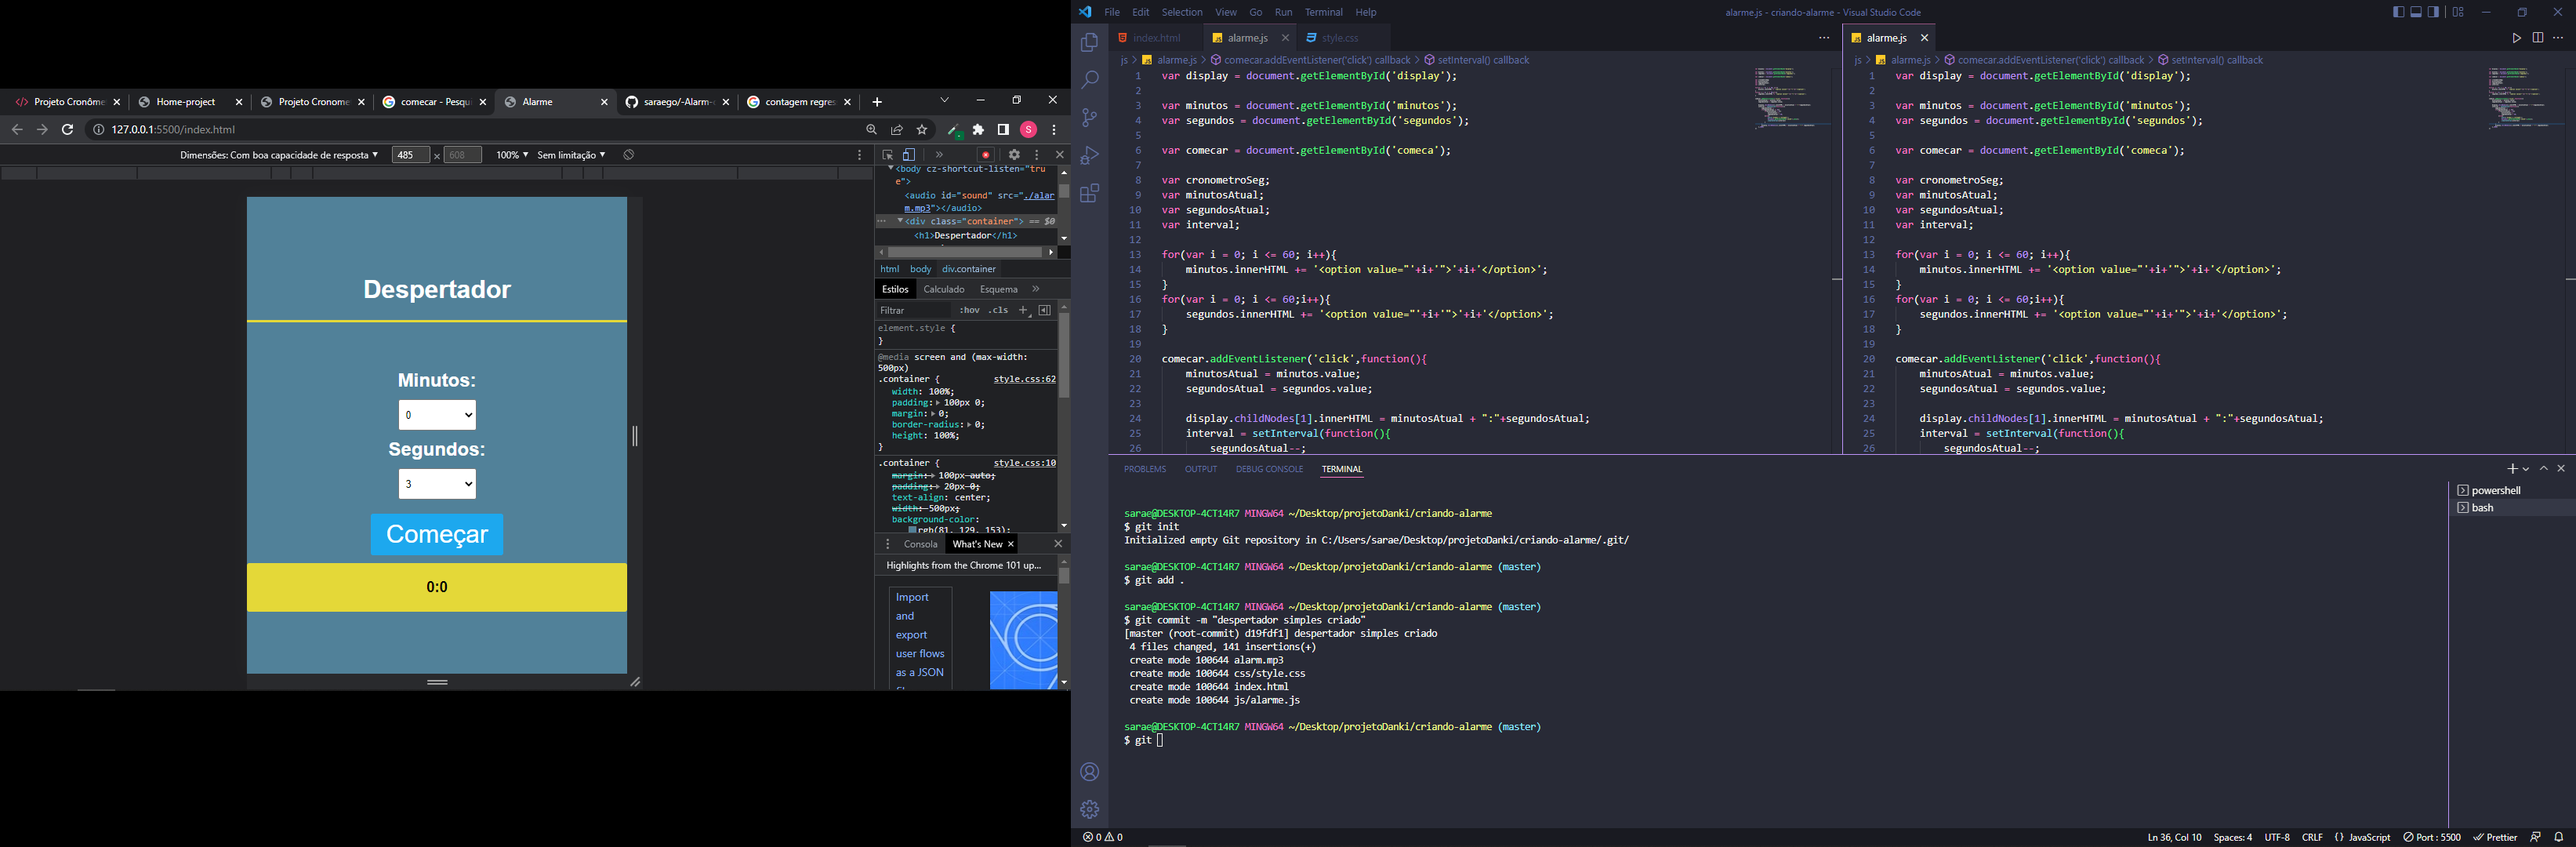 Projeto Cronôme
Home-project
Projeto Cronome
comecar - Pesqu
Alarme
saraego/-Alarm-
contagem regres
127.0.0.1:5500/index.html
S
Dimensões: Com boa capacidade de resposta
485 × 608
100%
Sem limitação
Despertador
Minutos:
0
Segundos:
3
Começar
0:0
<body cz-shortcut-listen="tru
e">
<audio id="sound" src="./alar
m.mp3"></audio>
<div class="container"> == $0
<h1>Despertador</h1>
html body div.container
Estilos Calculado Esquema »
Filtrar :hov .cls
element.style {
}
@media screen and (max-width:
500px)
.container { style.css:62
width: 100%;
padding: 100px 0;
margin: 0;
border-radius: 0;
height: 100%;
}
.container { style.css:10
margin: 100px auto;
padding: 20px 0;
text-align: center;
width: 500px;
background-color:
rgb(81, 129, 153);
Consola What's New
Highlights from the Chrome 101 up...
Import
and
export
user flows
as a JSON
File Edit Selection View Go Run Terminal Help
alarme.js - criando-alarme - Visual Studio Code
index.html alarme.js style.css
js > alarme.js > comecar.addEventListener('click') callback > setInterval() callback
1 var display = document.getElementById('display');
2
3 var minutos = document.getElementById('minutos');
4 var segundos = document.getElementById('segundos');
5
6 var comecar = document.getElementById('comeca');
7
8 var cronometroSeg;
9 var minutosAtual;
10 var segundosAtual;
11 var interval;
12
13 for(var i = 0; i <= 60; i++){
14 minutos.innerHTML += '<option value="'+i+'">'+i+'</option>';
15 }
16 for(var i = 0; i <= 60;i++){
17 segundos.innerHTML += '<option value="'+i+'">'+i+'</option>';
18 }
19
20 comecar.addEventListener('click',function(){
21 minutosAtual = minutos.value;
22 segundosAtual = segundos.value;
23
24 display.childNodes[1].innerHTML = minutosAtual + ":"+segundosAtual;
25 interval = setInterval(function(){
26 segundosAtual--;
alarme.js
js > alarme.js > comecar.addEventListener('click') callback > setInterval() callback
1 var display = document.getElementById('display');
2
3 var minutos = document.getElementById('minutos');
4 var segundos = document.getElementById('segundos');
5
6 var comecar = document.getElementById('comeca');
7
8 var cronometroSeg;
9 var minutosAtual;
10 var segundosAtual;
11 var interval;
12
13 for(var i = 0; i <= 60; i++){
14 minutos.innerHTML += '<option value="'+i+'">'+i+'</option>';
15 }
16 for(var i = 0; i <= 60;i++){
17 segundos.innerHTML += '<option value="'+i+'">'+i+'</option>';
18 }
19
20 comecar.addEventListener('click',function(){
21 minutosAtual = minutos.value;
22 segundosAtual = segundos.value;
23
24 display.childNodes[1].innerHTML = minutosAtual + ":"+segundosAtual;
25 interval = setInterval(function(){
26 segundosAtual--;
PROBLEMS OUTPUT DEBUG CONSOLE TERMINAL
powershell
bash
sarae@DESKTOP-4CT14R7 MINGW64 ~/Desktop/projetoDanki/criando-alarme
$ git init
Initialized empty Git repository in C:/Users/sarae/Desktop/projetoDanki/criando-alarme/.git/
sarae@DESKTOP-4CT14R7 MINGW64 ~/Desktop/projetoDanki/criando-alarme (master)
$ git add .
sarae@DESKTOP-4CT14R7 MINGW64 ~/Desktop/projetoDanki/criando-alarme (master)
$ git commit -m "despertador simples criado"
[master (root-commit) d19fdf1] despertador simples criado
4 files changed, 141 insertions(+)
create mode 100644 alarm.mp3
create mode 100644 css/style.css
create mode 100644 index.html
create mode 100644 js/alarme.js
sarae@DESKTOP-4CT14R7 MINGW64 ~/Desktop/projetoDanki/criando-alarme (master)
$ git
0 0
Ln 36, Col 10 Spaces: 4 UTF-8 CRLF {} JavaScript Port : 5500 Prettier